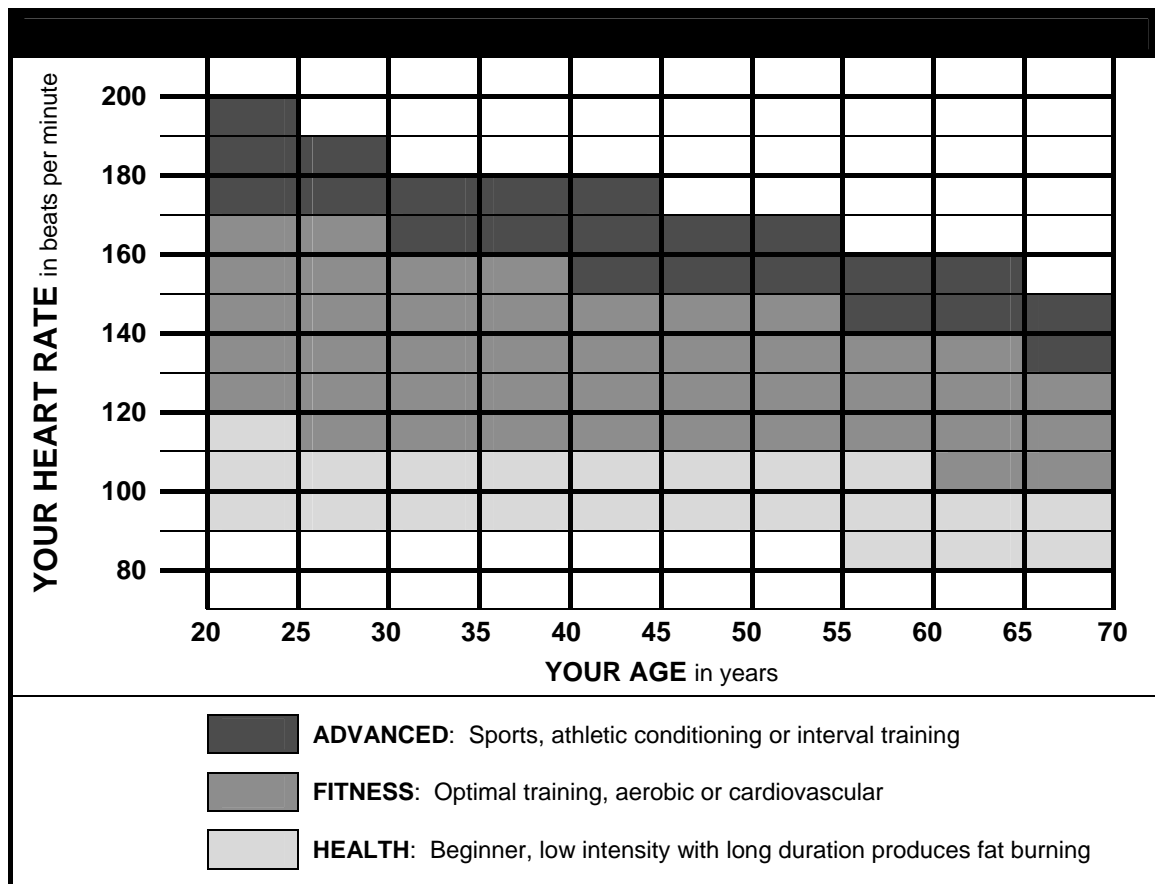 YOUR HEART RATE in beats per minute
200
180
160
140
120
100
80
20 25 30 35 40 45 50 55 60 65 70
YOUR AGE in years
ADVANCED: Sports, athletic conditioning or interval training
FITNESS: Optimal training, aerobic or cardiovascular
HEALTH: Beginner, low intensity with long duration produces fat burning